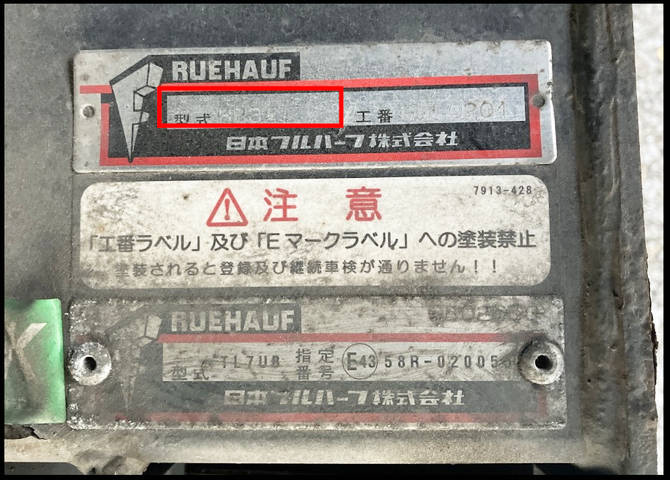 RUEHAUF
型式 工番 204
日本フルハーフ株式会社
7913-428
注 意
「工番ラベル」及び「Eマークラベル」への塗装禁止
塗装されると登録及び継続車検が通りません!!
RUEHAUF
型式 TL7UB 指定番号 E43 58R-02005
日本フルハーフ株式会社
K